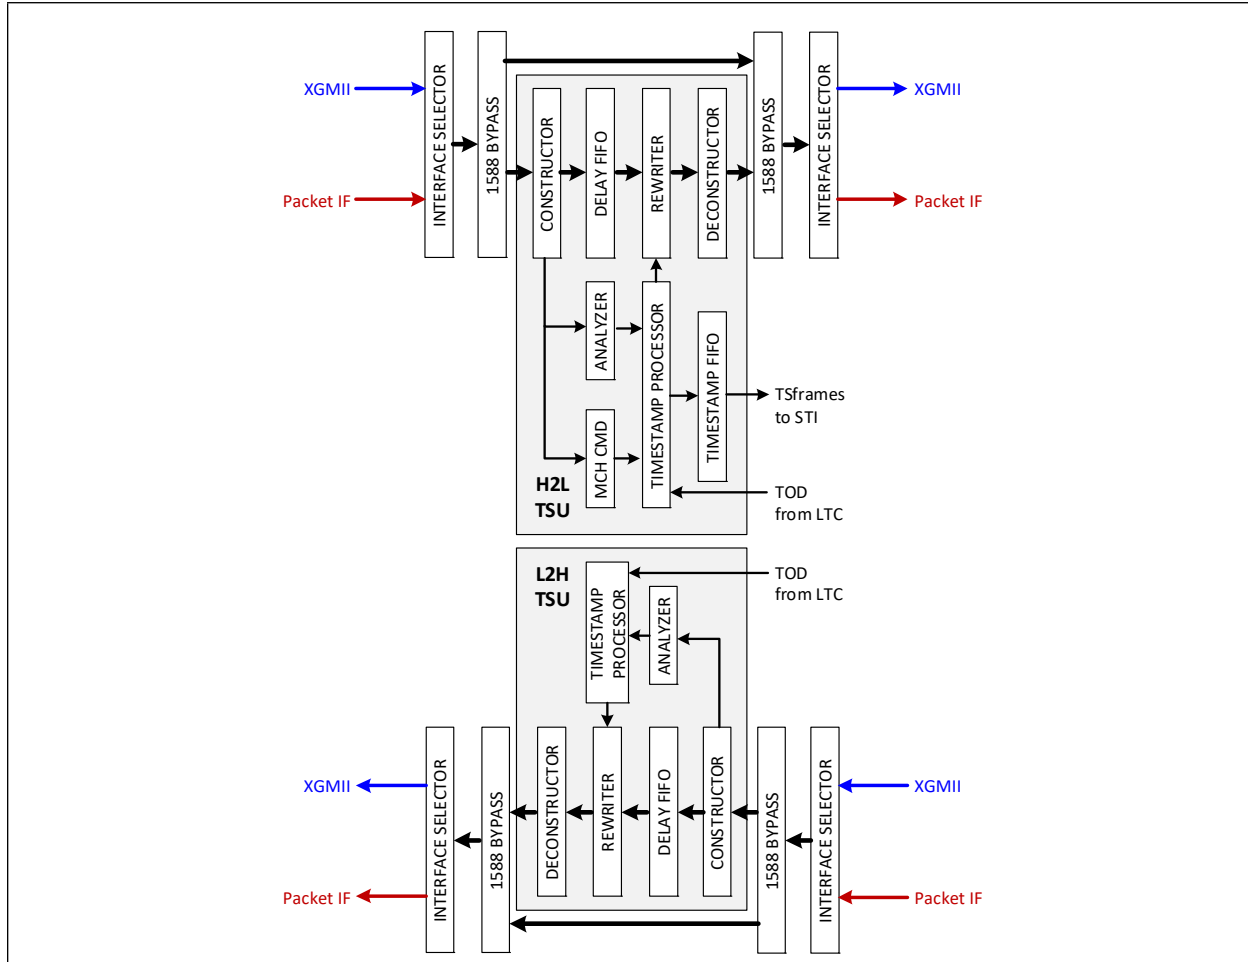 XGMII
Packet IF
INTERFACE SELECTOR
1588 BYPASS
CONSTRUCTOR
DELAY FIFO
REWRITER
DECONSTRUCTOR
1588 BYPASS
INTERFACE SELECTOR
XGMII
Packet IF
ANALYZER
MCH CMD
TIMESTAMP PROCESSOR
TIMESTAMP FIFO
TSframes
to STI
H2L
TSU
TOD
from LTC
L2H
TSU
TIMESTAMP
PROCESSOR
ANALYZER
TOD
from LTC
XGMII
Packet IF
INTERFACE SELECTOR
1588 BYPASS
DECONSTRUCTOR
REWRITER
DELAY FIFO
CONSTRUCTOR
1588 BYPASS
INTERFACE SELECTOR
XGMII
Packet IF